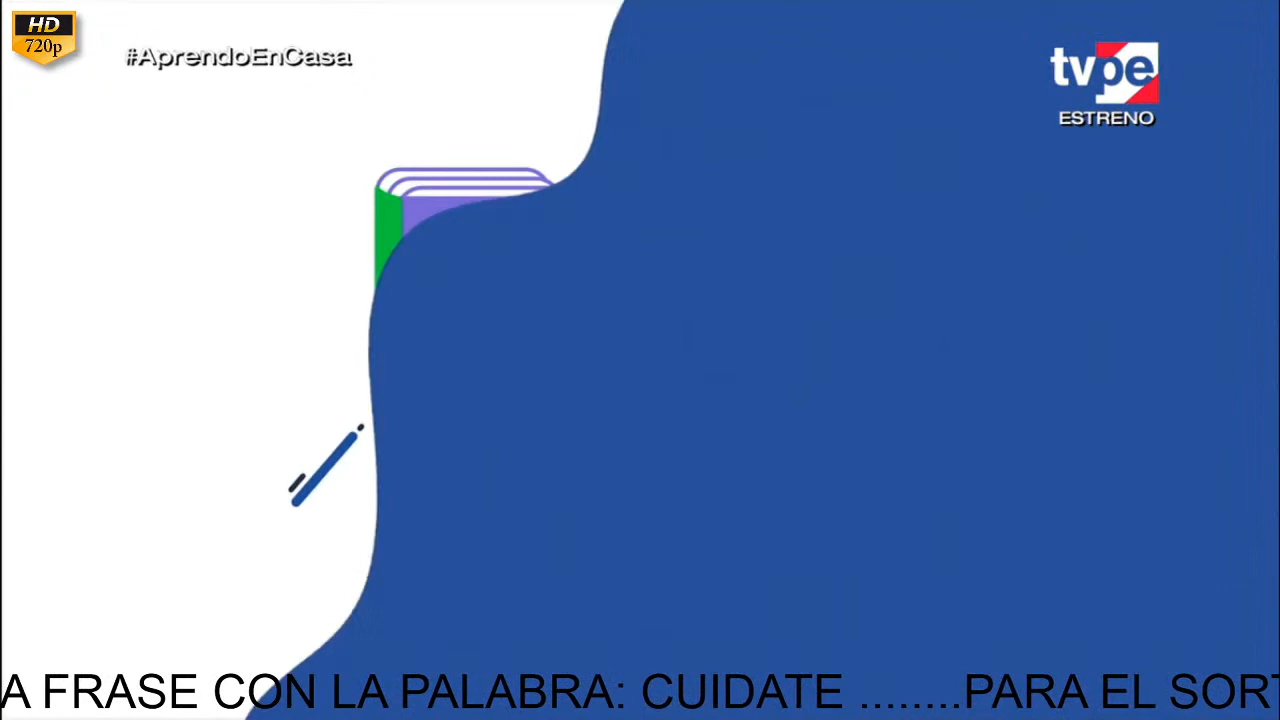 HD
720p
#AprendoEnCasa
tvpe
ESTRENO
A FRASE CON LA PALABRA: CUIDATE ........PARA EL SORT